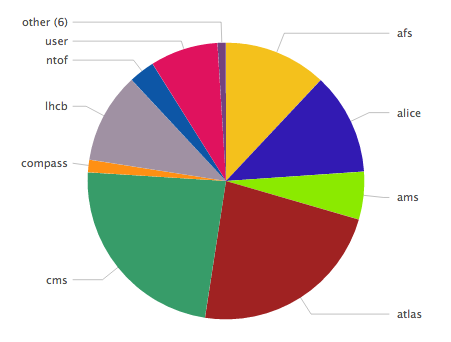 other (6)
user
ntof
lhcb
compass
cms
afs
alice
ams
atlas